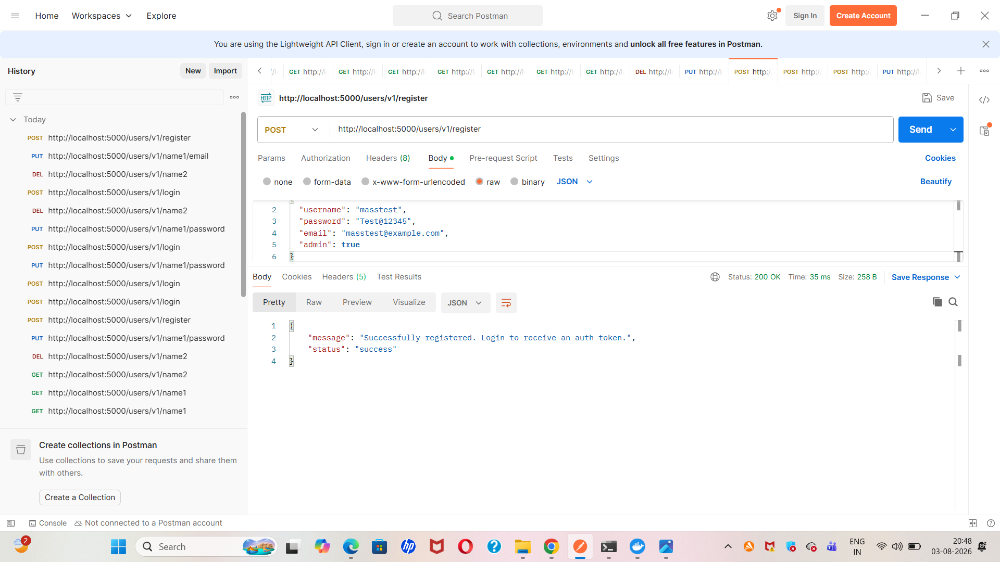 Home Workspaces Explore Search Postman Sign In Create Account
You are using the Lightweight API Client, sign in or create an account to work with collections, environments and unlock all free features in Postman.
History New Import
GET http:// GET http:// GET http:// GET http:// GET http:// GET http:// GET http:// DEL http:// PUT http:// POST http: POST http:/ POST http:/ PUT http://
Today
POST http://localhost:5000/users/v1/register
PUT http://localhost:5000/users/v1/name1/email
DEL http://localhost:5000/users/v1/name2
POST http://localhost:5000/users/v1/login
DEL http://localhost:5000/users/v1/name2
PUT http://localhost:5000/users/v1/name1/password
POST http://localhost:5000/users/v1/login
PUT http://localhost:5000/users/v1/name1/password
POST http://localhost:5000/users/v1/login
POST http://localhost:5000/users/v1/login
POST http://localhost:5000/users/v1/register
PUT http://localhost:5000/users/v1/name1/password
DEL http://localhost:5000/users/v1/name2
GET http://localhost:5000/users/v1/name2
GET http://localhost:5000/users/v1/name1
GET http://localhost:5000/users/v1/name1
Create collections in Postman
Use collections to save your requests and share them
with others.
Create a Collection
HTTP http://localhost:5000/users/v1/register Save
POST http://localhost:5000/users/v1/register Send
Params Authorization Headers (8) Body Pre-request Script Tests Settings Cookies
none form-data x-www-form-urlencoded raw binary JSON Beautify
2 "username": "masstest",
3 "password": "Test@12345",
4 "email": "masstest@example.com",
5 "admin": true
6 }
Body Cookies Headers (5) Test Results Status: 200 OK Time: 35 ms Size: 258 B Save Response
Pretty Raw Preview Visualize JSON
1 {
2 "message": "Successfully registered. Login to receive an auth token.",
3 "status": "success"
4 }
Console Not connected to a Postman account
2 Search hp ENG
IN
20:48
03-08-2026